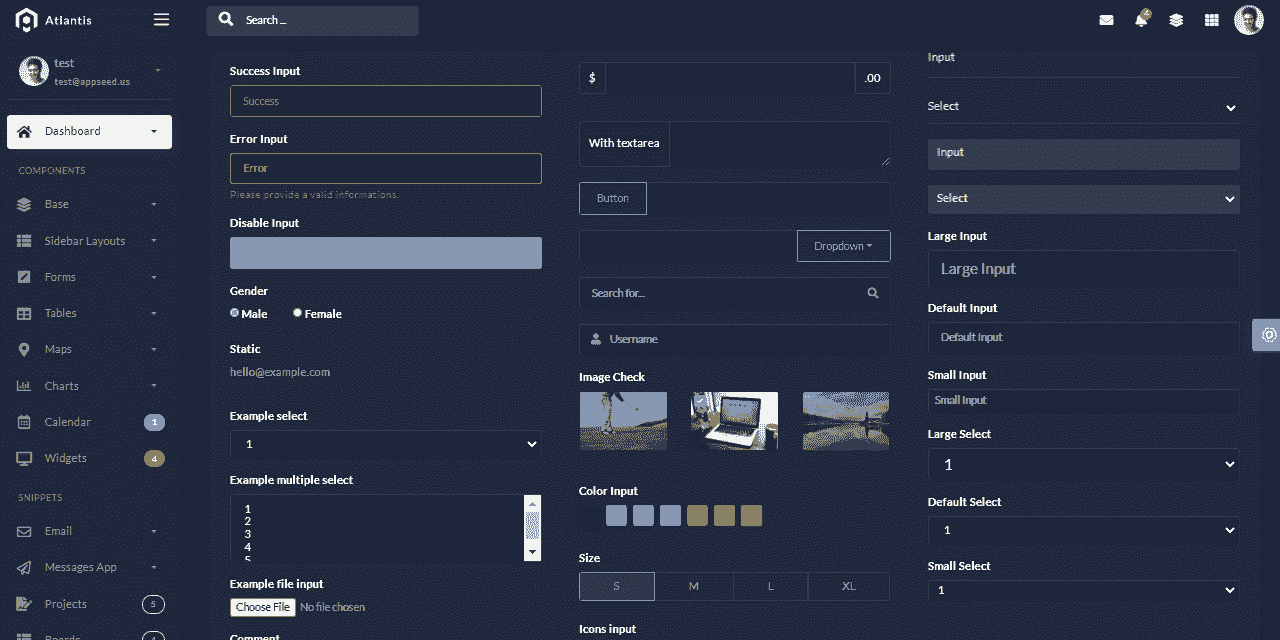 Atlantis
Search ...
4
test
test@appseed.us
Dashboard
COMPONENTS
Base
Sidebar Layouts
Forms
Tables
Maps
Charts
Calendar
1
Widgets
4
SNIPPETS
Email
Messages App
Projects
5
Boards
4
Success Input
Success
Error Input
Error
Please provide a valid informations.
Disable Input
Gender
Male
Female
Static
hello@example.com
Example select
1
Example multiple select
1
2
3
4
5
Example file input
Choose File No file chosen
Comment
$
.00
With textarea
Button
Dropdown
Search for...
Username
Image Check
Color Input
Size
S
M
L
XL
Icons input
Input
Select
Input
Select
Large Input
Large Input
Default Input
Default Input
Small Input
Small Input
Large Select
1
Default Select
1
Small Select
1